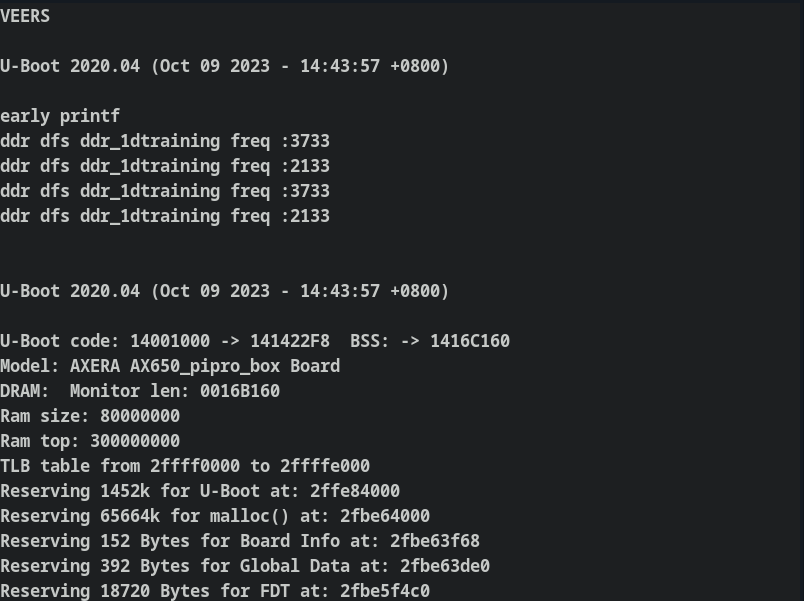 VEERS
U-Boot 2020.04 (Oct 09 2023 - 14:43:57 +0800)
early printf
ddr dfs ddr_1dtraining freq :3733
ddr dfs ddr_1dtraining freq :2133
ddr dfs ddr_1dtraining freq :3733
ddr dfs ddr_1dtraining freq :2133
U-Boot 2020.04 (Oct 09 2023 - 14:43:57 +0800)
U-Boot code: 14001000 -> 141422F8  BSS: -> 1416C160
Model: AXERA AX650_pipro_box Board
DRAM:  Monitor len: 0016B160
Ram size: 80000000
Ram top: 300000000
TLB table from 2ffff0000 to 2ffffe000
Reserving 1452k for U-Boot at: 2ffe84000
Reserving 65664k for malloc() at: 2fbe64000
Reserving 152 Bytes for Board Info at: 2fbe63f68
Reserving 392 Bytes for Global Data at: 2fbe63de0
Reserving 18720 Bytes for FDT at: 2fbe5f4c0